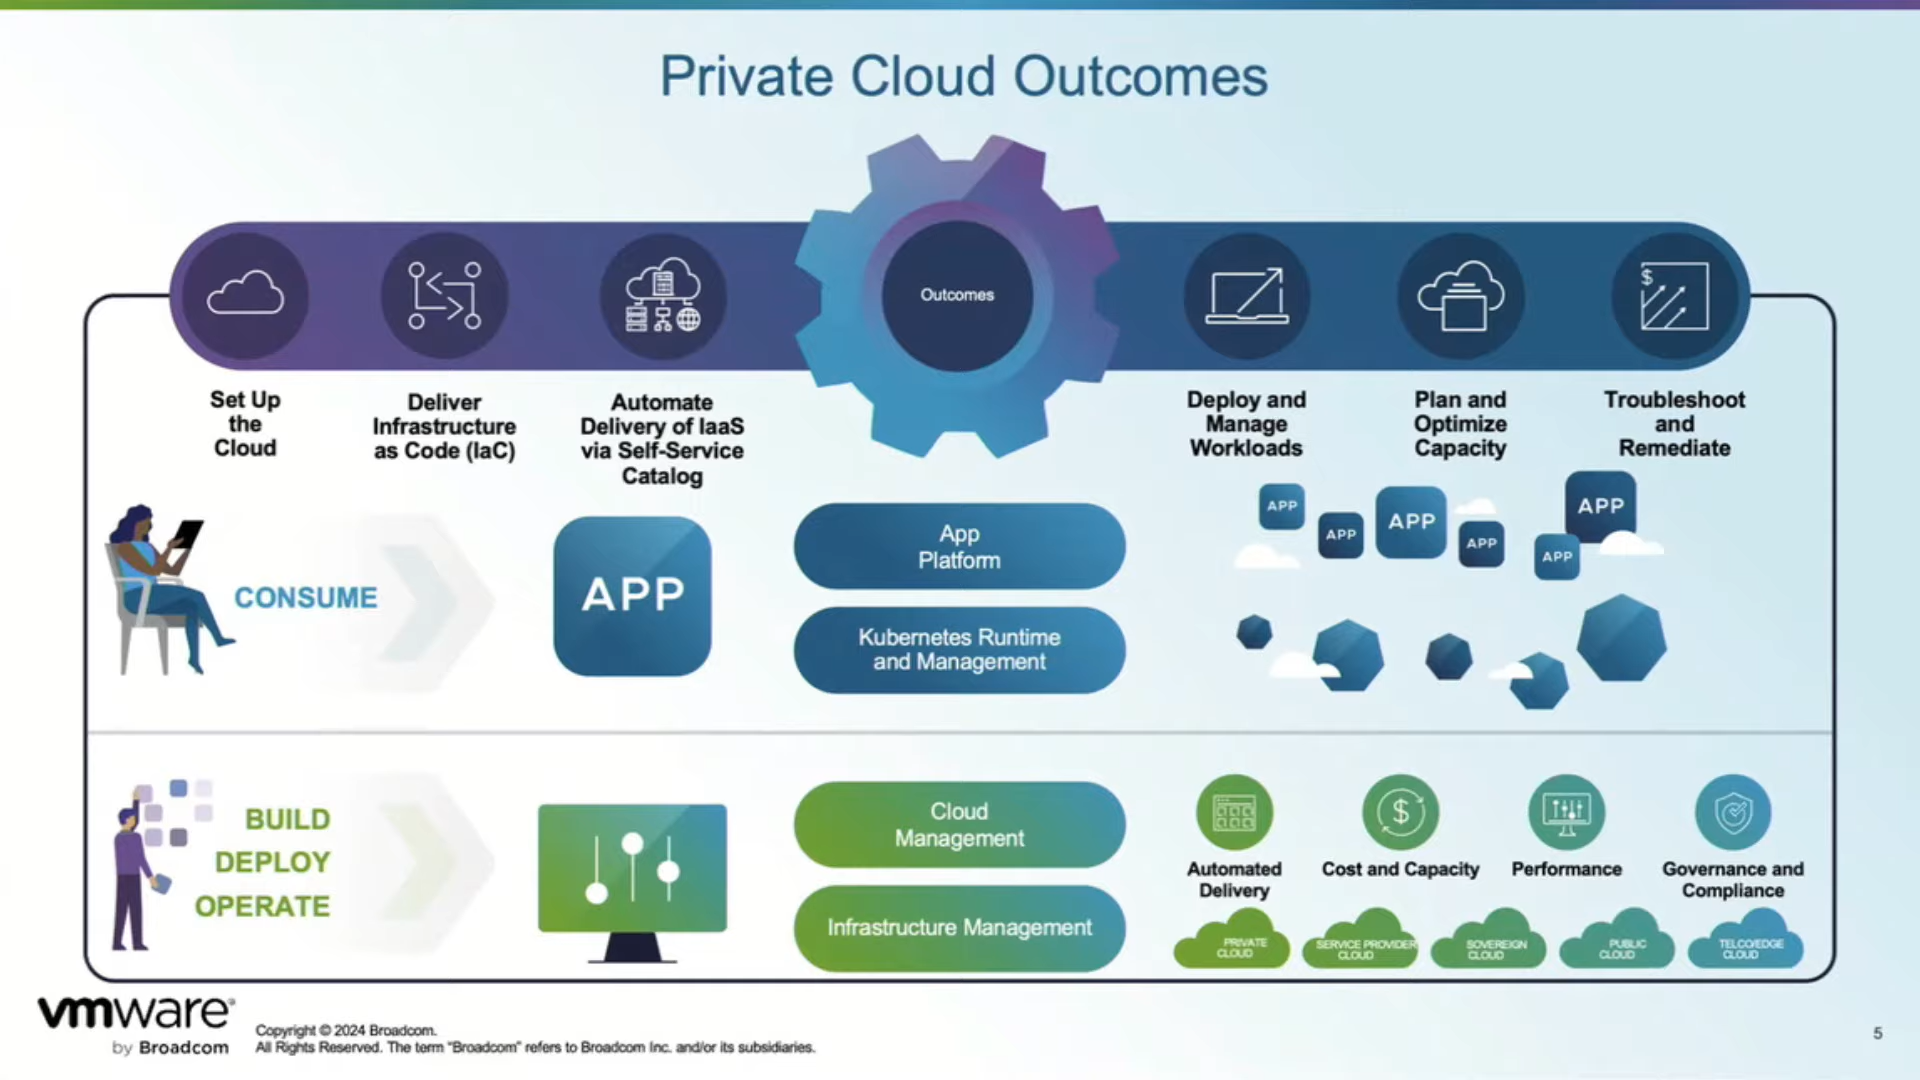 Private Cloud Outcomes
Outcomes
Set Up
the
Cloud
Deliver
Infrastructure
as Code (IaC)
Automate
Delivery of IaaS
via Self-Service
Catalog
Deploy and
Manage
Workloads
Plan and
Optimize
Capacity
$
Troubleshoot
and
Remediate
CONSUME
APP
App
Platform
Kubernetes Runtime
and Management
APP
APP
APP
APP
APP
APP
BUILD
DEPLOY
OPERATE
Cloud
Management
Infrastructure Management
Automated
Delivery
$
Cost and Capacity
Performance
Governance and
Compliance
PRIVATE
CLOUD
SERVICE PROVIDER
CLOUD
SOVEREIGN
CLOUD
PUBLIC
CLOUD
TELCO/EDGE
CLOUD
vmware®
by Broadcom
Copyright © 2024 Broadcom.
All Rights Reserved. The term “Broadcom” refers to Broadcom Inc. and/or its subsidiaries.
5